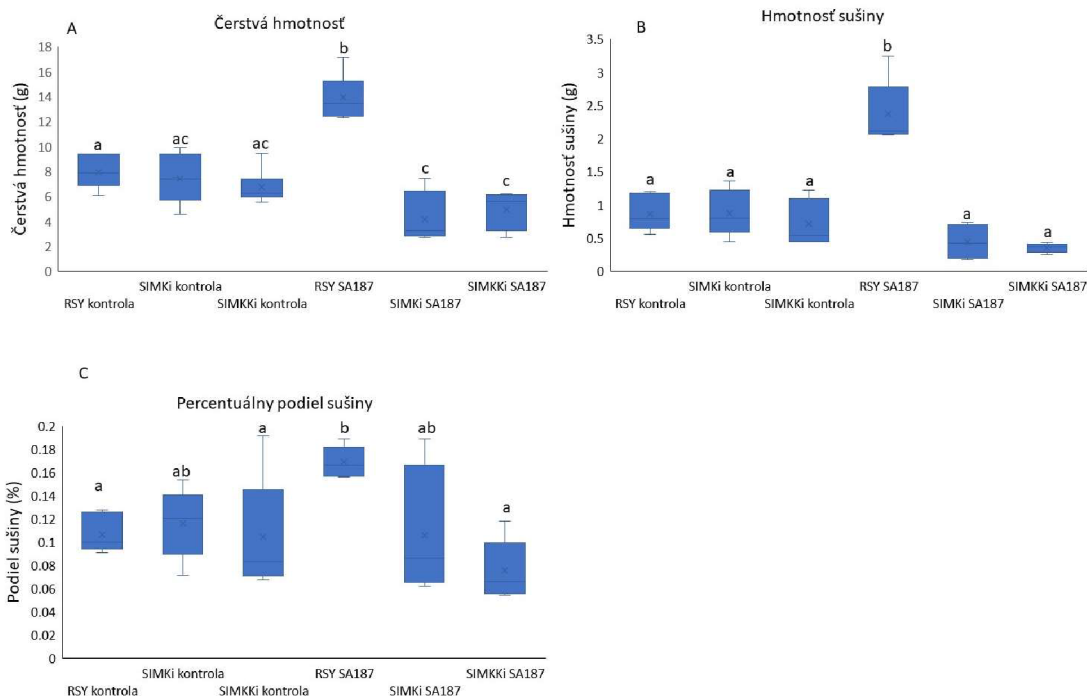 A
Čerstvá hmotnosť
Čerstvá hmotnosť (g)
18
16
14
12
10
8
6
4
2
0
a
ac
ac
b
c
c
RSY kontrola
SIMKi kontrola
SIMKKi kontrola
RSY SA187
SIMKi SA187
SIMKKi SA187
B
Hmotnosť sušiny
Hmotnosť sušiny (g)
3.5
3
2.5
2
1.5
1
0.5
0
a
a
a
b
a
a
RSY kontrola
SIMKi kontrola
SIMKKi kontrola
RSY SA187
SIMKi SA187
SIMKKi SA187
C
Percentuálny podiel sušiny
Podiel sušiny (%)
0.2
0.18
0.16
0.14
0.12
0.1
0.08
0.06
0.04
0.02
0
a
ab
a
b
ab
a
RSY kontrola
SIMKi kontrola
SIMKKi kontrola
RSY SA187
SIMKi SA187
SIMKKi SA187